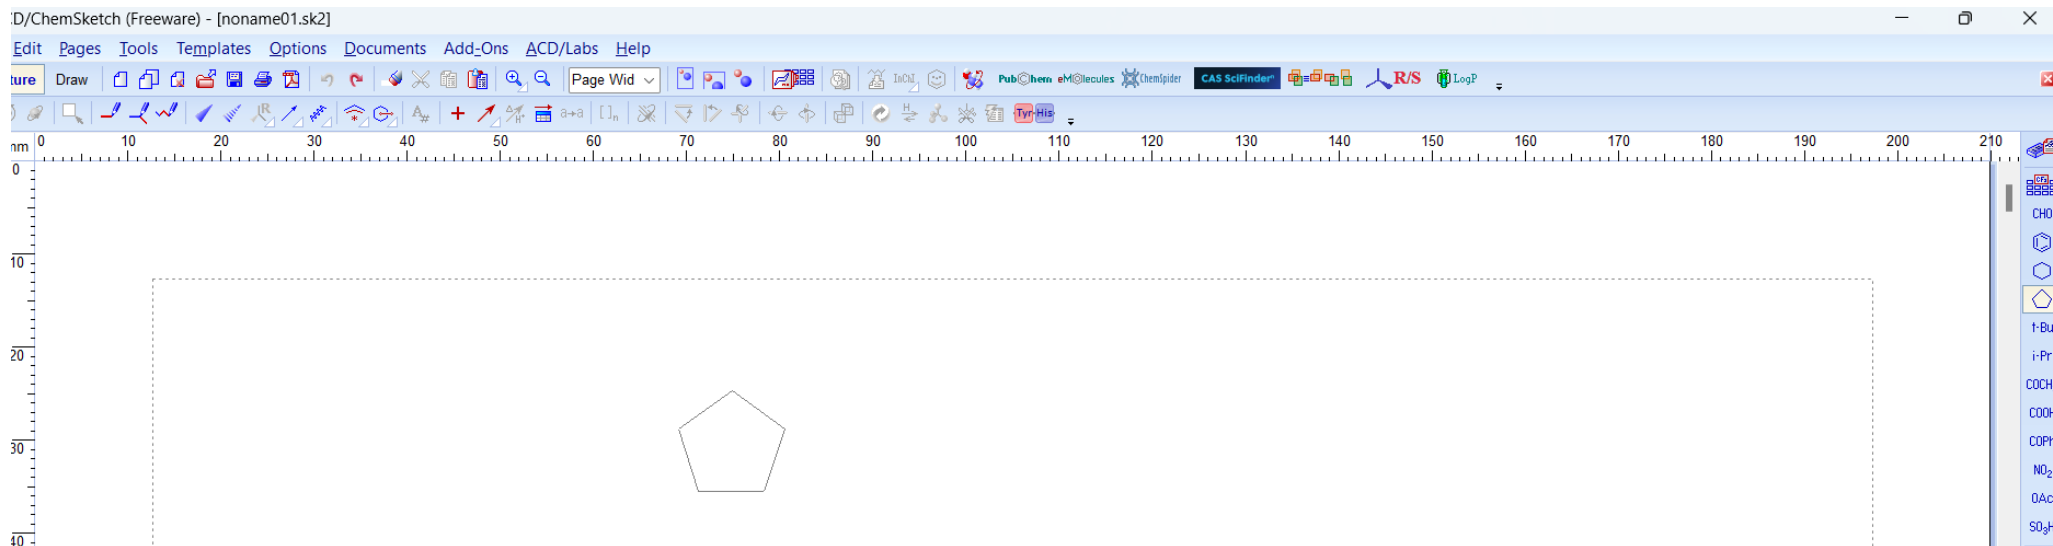 :D/ChemSketch (Freeware) - [noname01.sk2]
Edit Pages Tools Templates Options Documents Add-Ons ACD/Labs Help
ture Draw Page Wid InChI PubChem eMolecules ChemSpider CAS SciFinder R/S LogP
R A# H a→a [ ]n H Tyr His
nm 0 10 20 30 40 50 60 70 80 90 100 110 120 130 140 150 160 170 180 190 200 210
0
CF3
CHO
10
t-Bu
20
i-Pr
COCH
COOH
COPh
30
NO2
OAc
SO3H
40